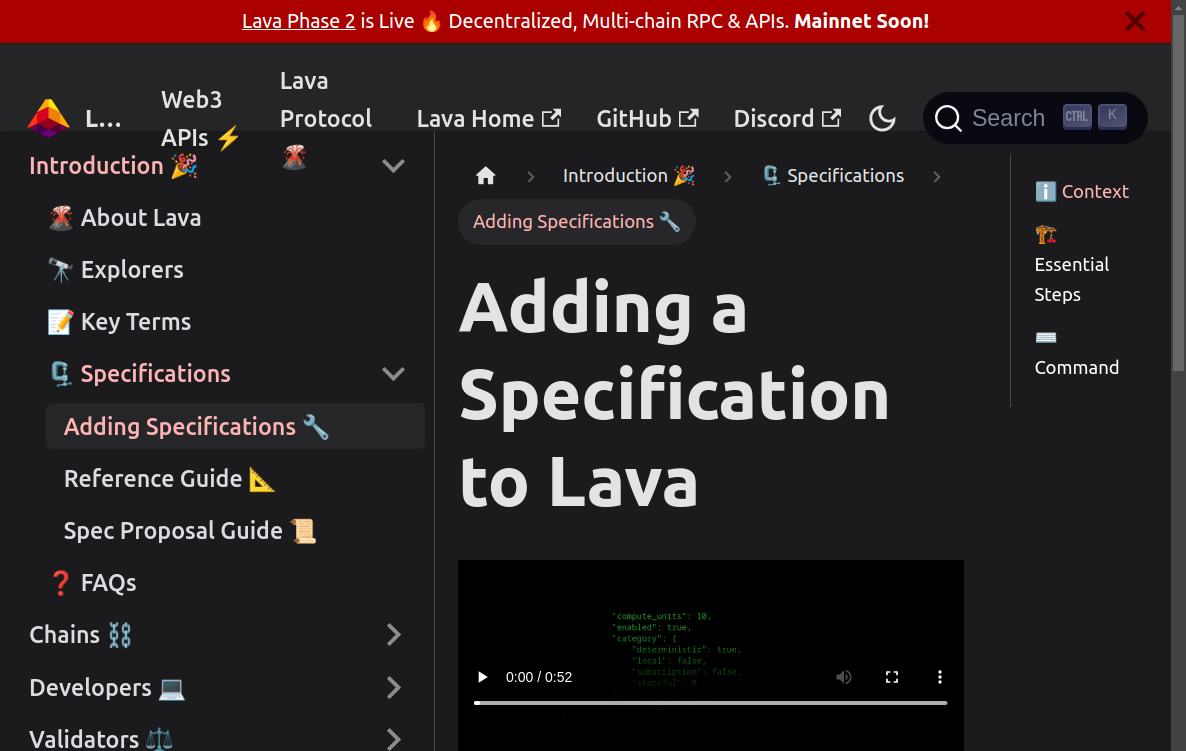 Lava Phase 2 is Live 🔥 Decentralized, Multi-chain RPC & APIs. Mainnet Soon!
L...
Web3
APIs ⚡
Lava
Protocol
🌋
Lava Home
GitHub
Discord
Search
CTRL
K
Introduction 🎉
🌋 About Lava
🔭 Explorers
📝 Key Terms
🗜️ Specifications
Adding Specifications 🔧
Reference Guide 📐
Spec Proposal Guide 📜
❓ FAQs
Chains ⛓️
Developers 💻
Validators ⚖️
Introduction 🎉
🗜️ Specifications
Adding Specifications 🔧
Adding a
Specification
to Lava
"compute_units": 10,
"enabled": true,
"category": {
"deterministic": true,
"local": false,
"subscription": false,
"stateful": 0
0:00 / 0:52
ℹ️ Context
🏗️
Essential
Steps
⌨️
Command